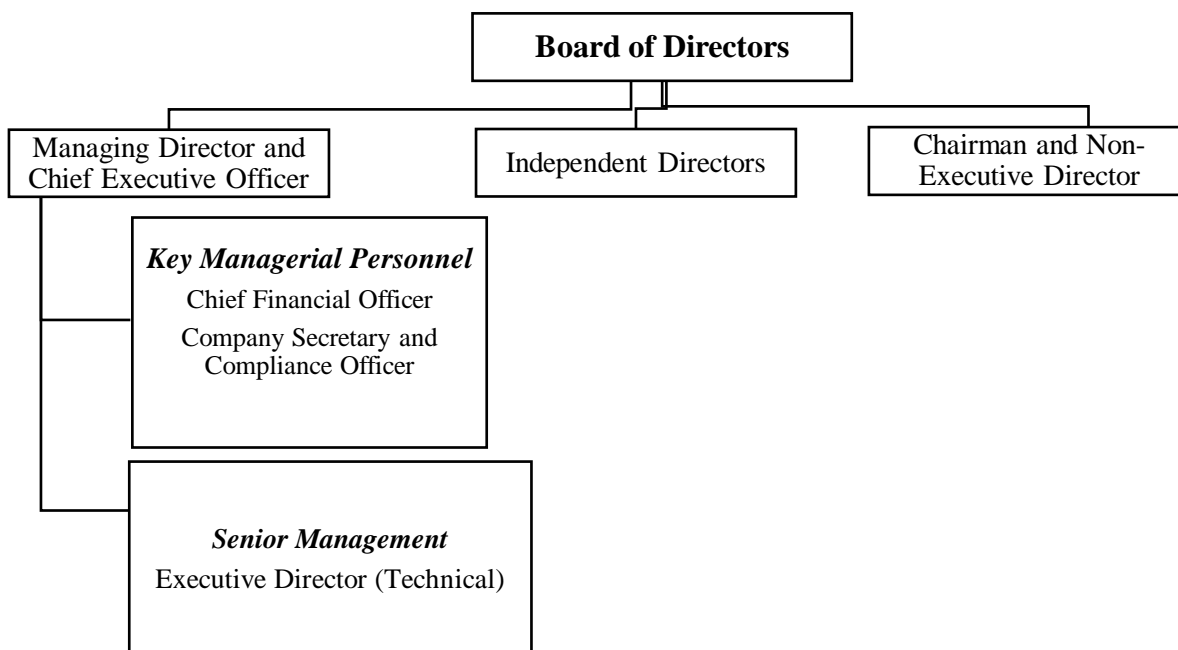 Board of Directors
Managing Director and
Chief Executive Officer
Independent Directors
Chairman and Non-
Executive Director
Key Managerial Personnel
Chief Financial Officer
Company Secretary and
Compliance Officer
Senior Management
Executive Director (Technical)